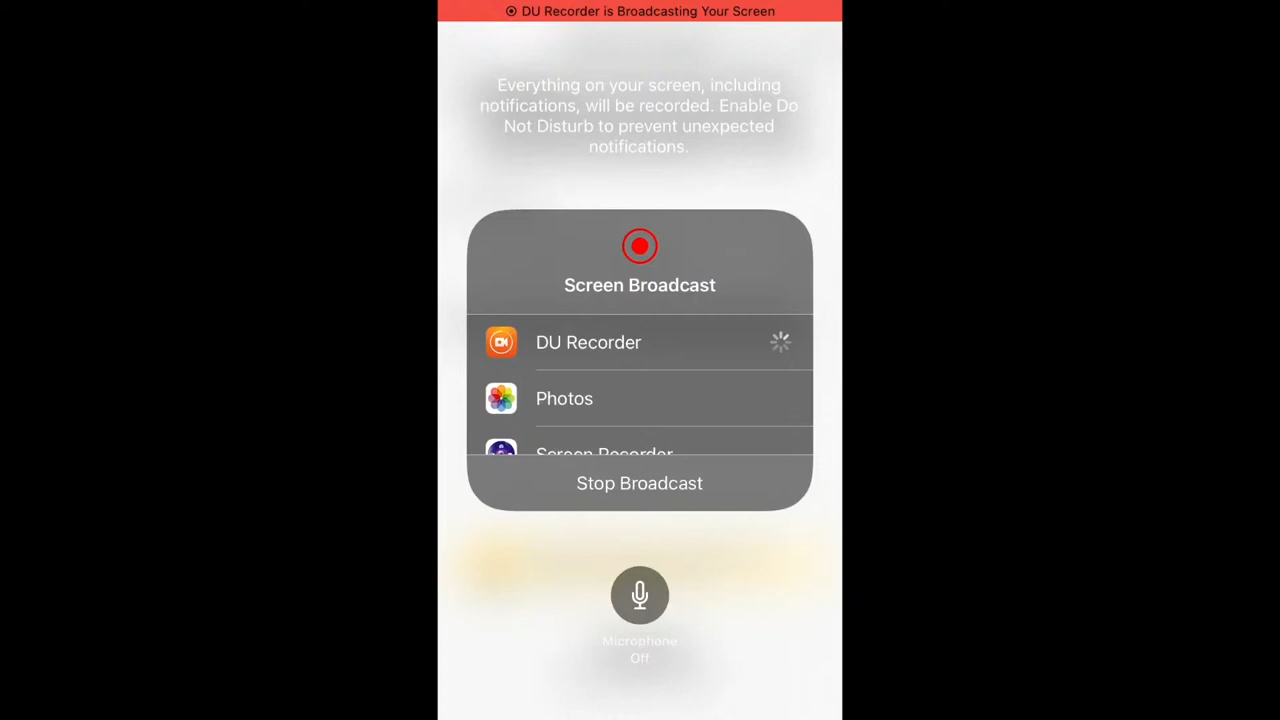 DU Recorder is Broadcasting Your Screen
Everything on your screen, including
notifications, will be recorded. Enable Do
Not Disturb to prevent unexpected
notifications.
Screen Broadcast
DU Recorder
Photos
Screen Recorder
Stop Broadcast
Microphone
Off